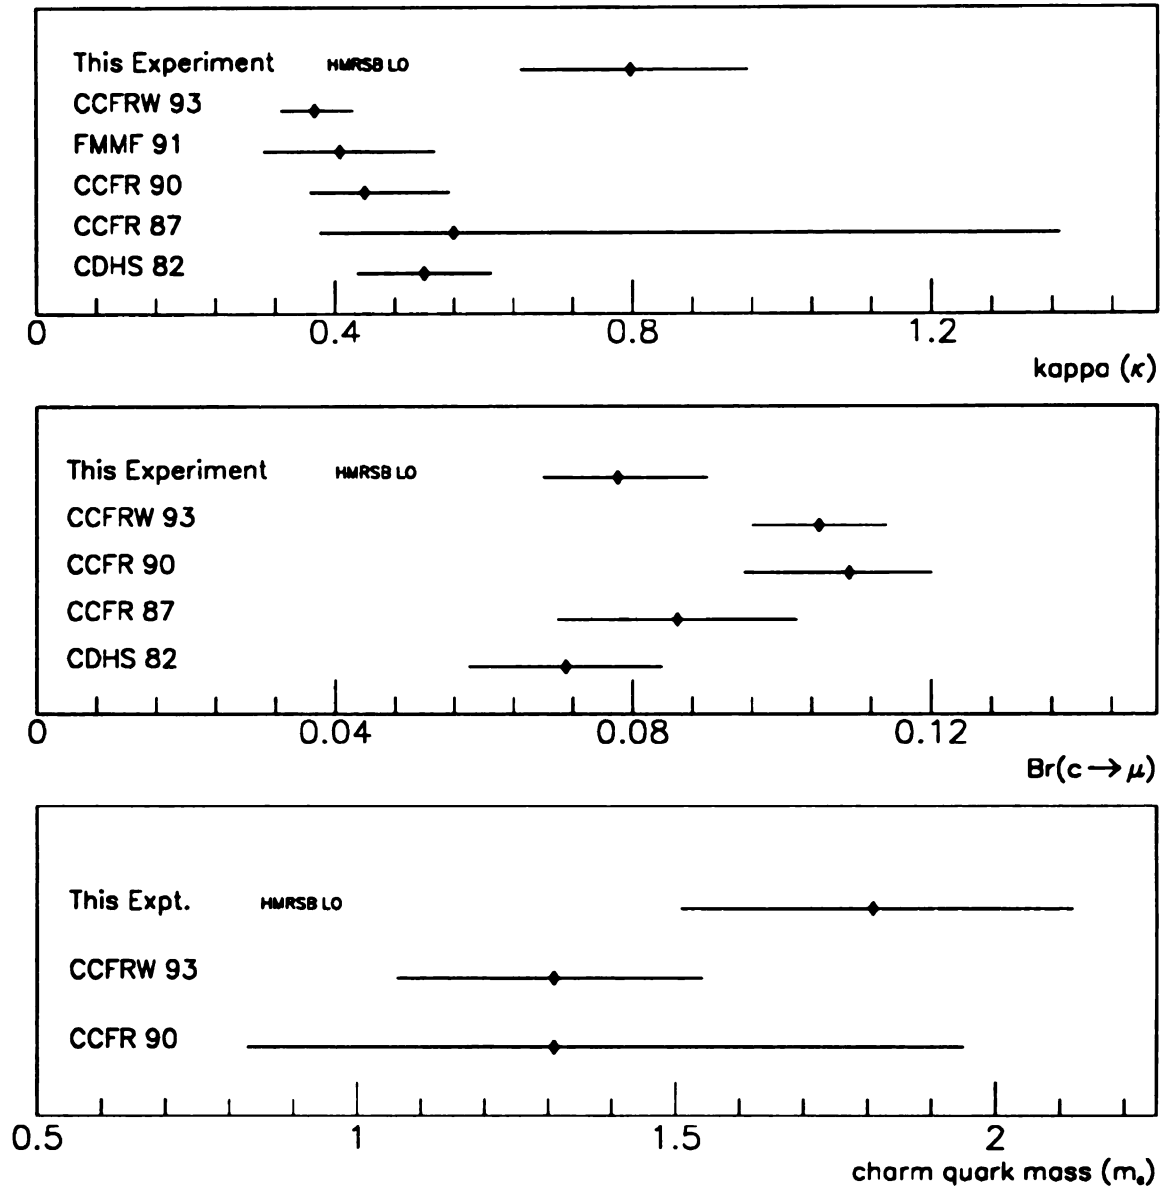 This Experiment HMRSB LO
CCFRW 93
FMMF 91
CCFR 90
CCFR 87
CDHS 82
0 0.4 0.8 1.2
kappa (κ)
This Experiment HMRSB LO
CCFRW 93
CCFR 90
CCFR 87
CDHS 82
0 0.04 0.08 0.12
Br(c→μ)
This Expt. HMRSB LO
CCFRW 93
CCFR 90
0.5 1 1.5 2
charm quark mass (mₑ)